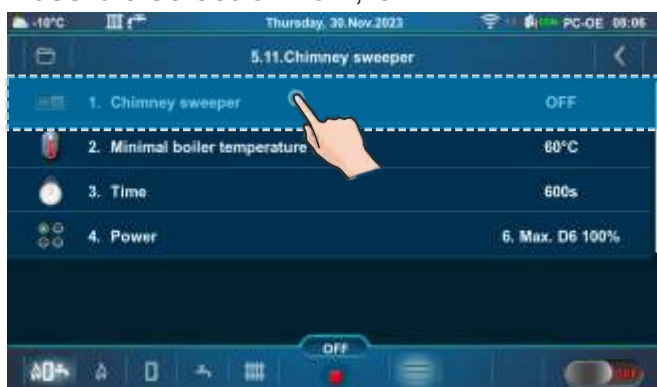 -10°C Thursday, 30.Nov.2023 PC-OE 08:06
5.11.Chimney sweeper
1. Chimney sweeper OFF
2. Minimal boiler temperature 60°C
3. Time 600s
4. Power 6. Max. D6 100%
OFF
OFF